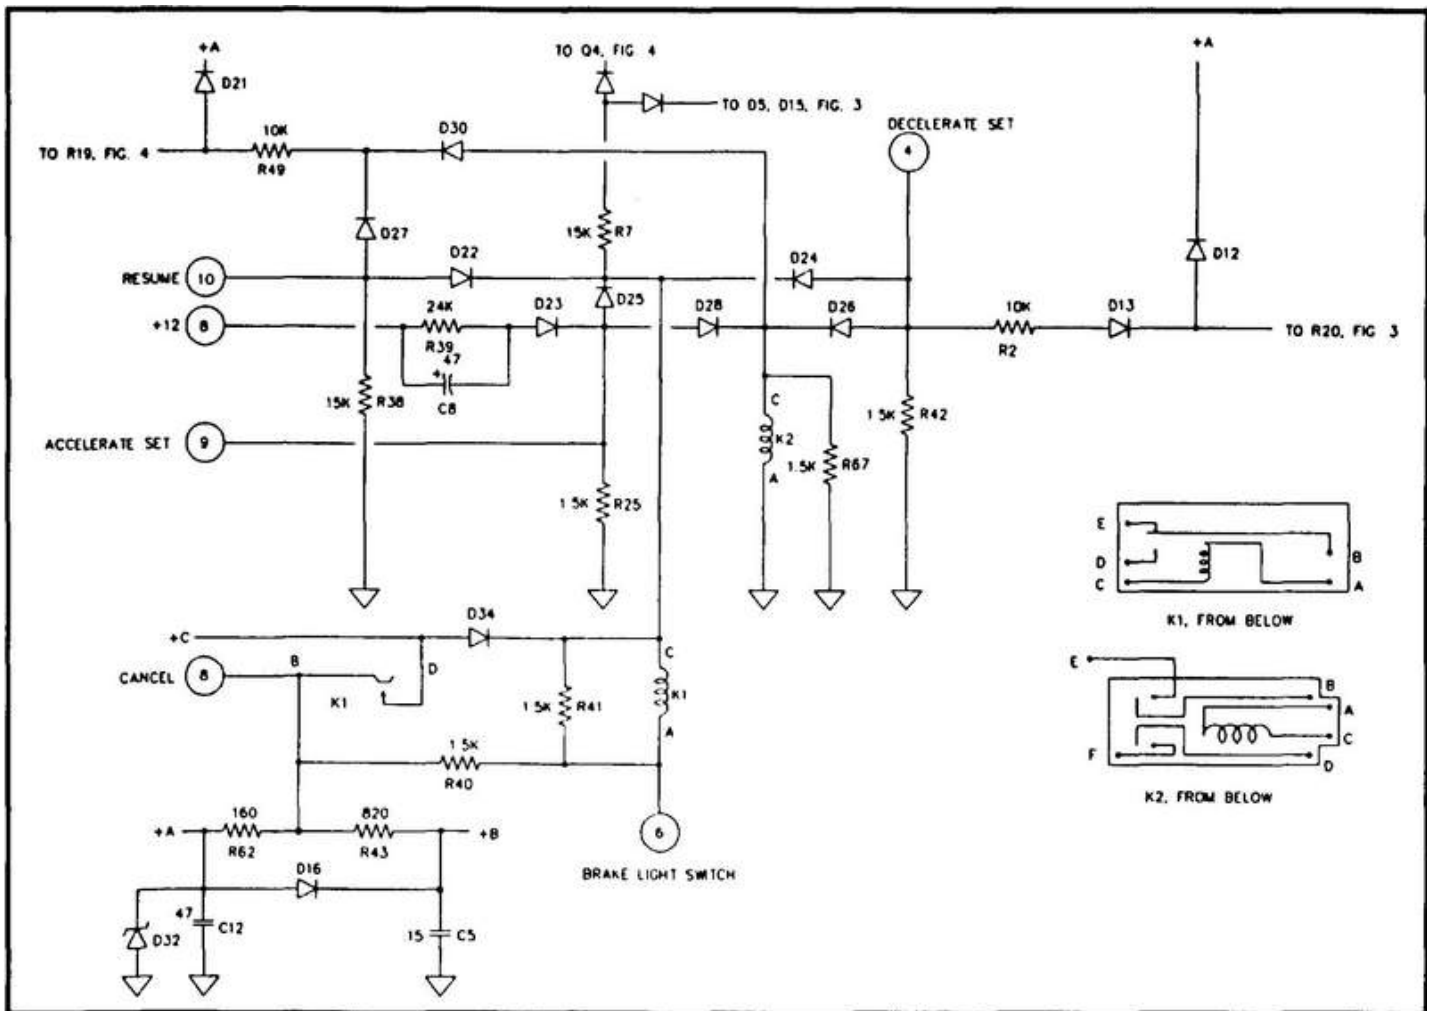 +A
D21
TO Q4, FIG. 4
+A
TO D5, D15, FIG. 3
DECELERATE SET
4
10K
D30
TO R19, FIG. 4
R49
D27
15K
R7
D22
D24
D12
RESUME
10
24K
D23
D25
D28
D26
10K
D13
+12
8
R39
R2
TO R20, FIG 3
47
+
C8
15K
R38
C
K2
A
1.5K
R67
1 5K
R42
ACCELERATE SET
9
1 5K
R25
E
D
C
B
A
K1, FROM BELOW
+C
D34
B
D
CANCEL
8
K1
1 5K
R41
C
K1
A
E
B
A
C
F
D
K2, FROM BELOW
1 5K
R40
160
820
+A
+B
R62
R43
6
D16
BRAKE LIGHT SWITCH
47
D32
C12
15
C5